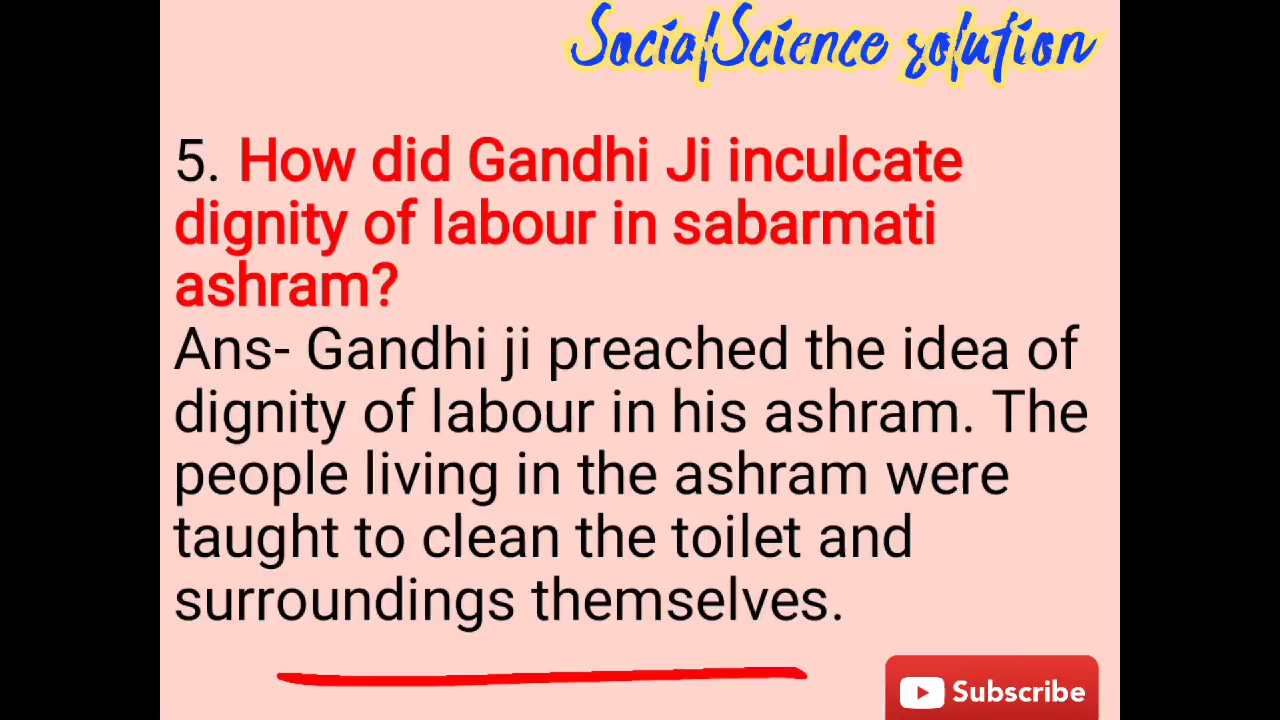 SocialScience solution
5. How did Gandhi Ji inculcate
dignity of labour in sabarmati
ashram?
Ans- Gandhi ji preached the idea of
dignity of labour in his ashram. The
people living in the ashram were
taught to clean the toilet and
surroundings themselves.
Subscribe